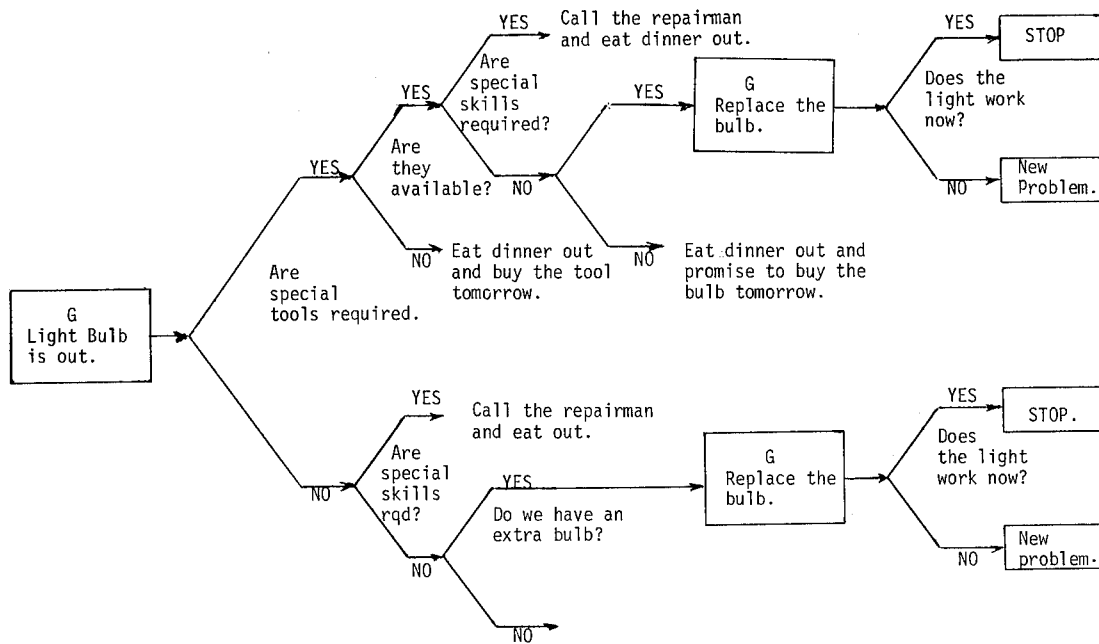 YES
Call the repairman
and eat dinner out.
Are
special
skills
required?
YES
Are
they
available?
NO
YES
G
Replace the
bulb.
YES
STOP
Does the
light work
now?
NO
New
Problem.
YES
NO
Eat dinner out
and buy the tool
tomorrow.
NO
Eat dinner out and
promise to buy the
bulb tomorrow.
Are
special
tools required.
G
Light Bulb
is out.
YES
Call the repairman
and eat out.
Are
special
skills
rqd?
NO
YES
Do we have an
extra bulb?
G
Replace the
bulb.
YES
STOP.
Does
the light
work now?
NO
New
problem.
NO
NO